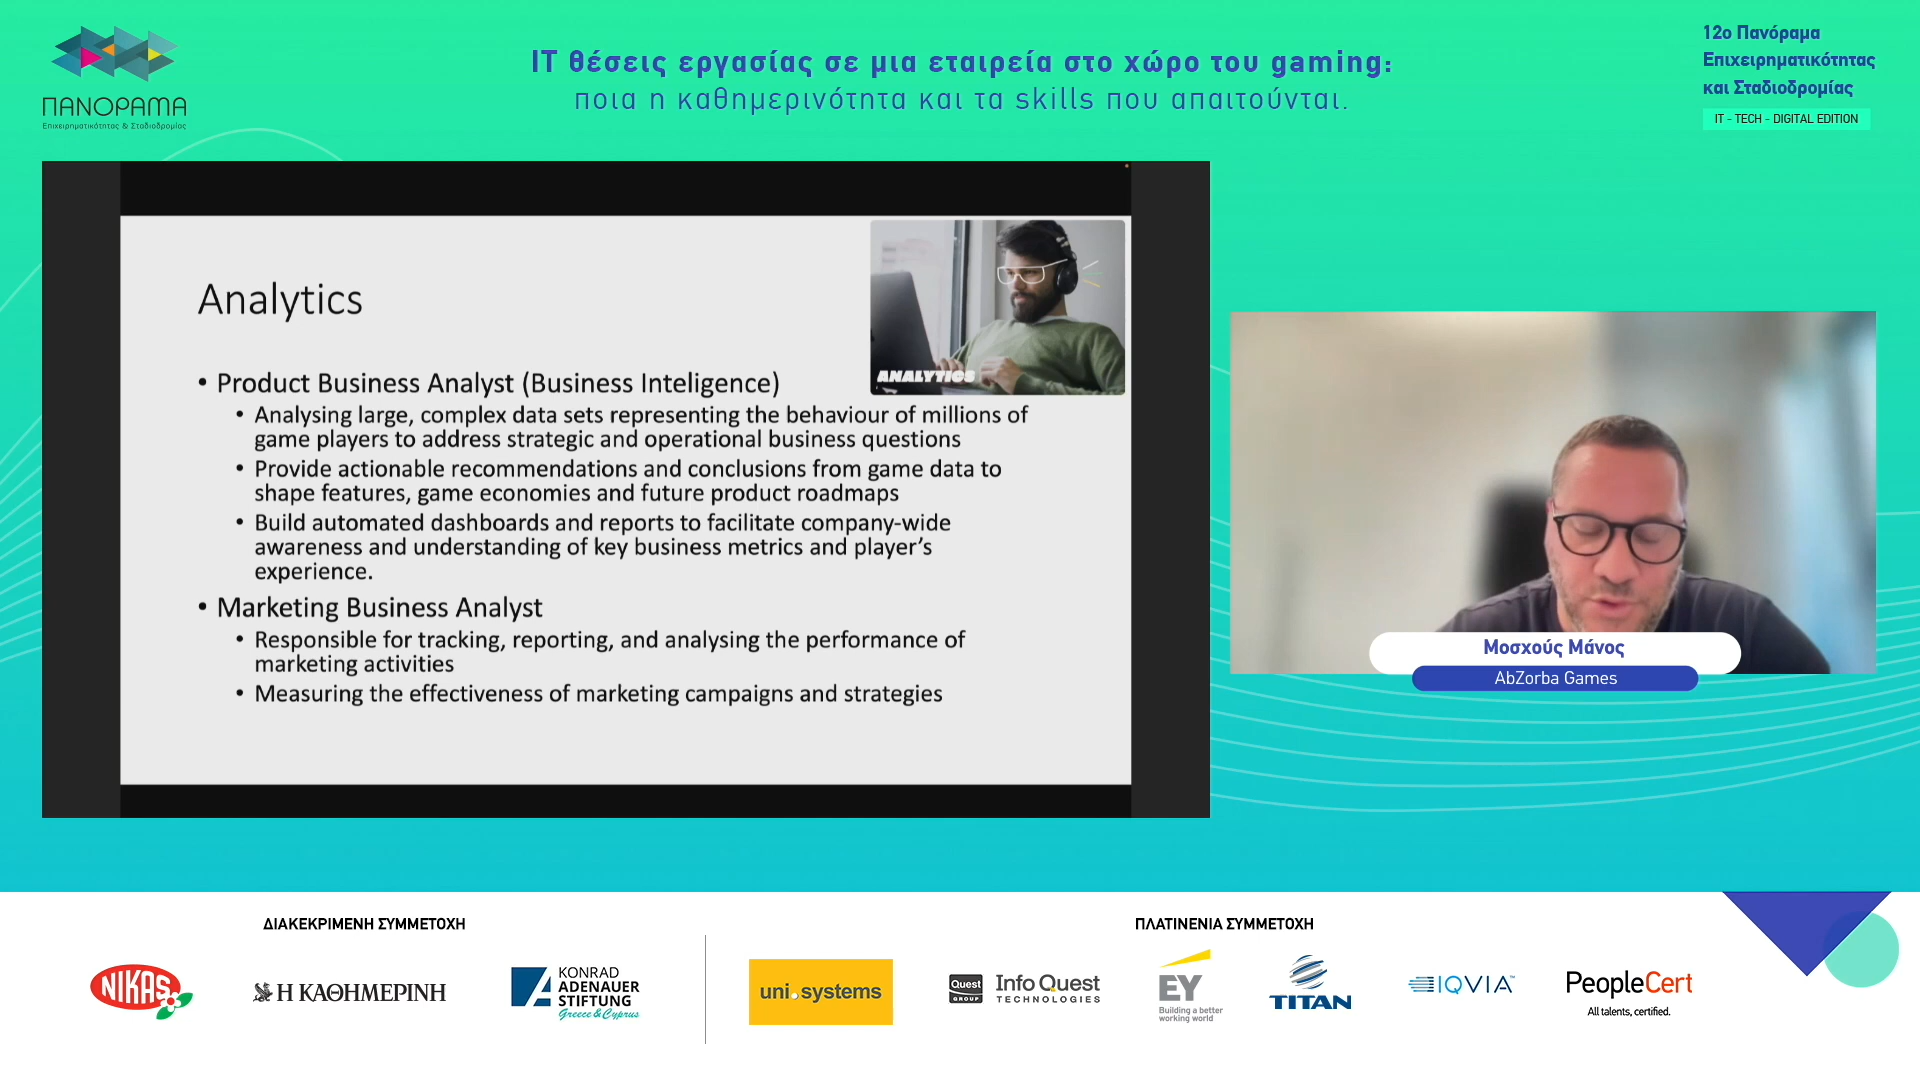 ΠΑΝΟΡΑΜΑ
Επιχειρηματικότητας & Σταδιοδρομίας
IT θέσεις εργασίας σε μια εταιρεία στο χώρο του gaming:
ποια η καθημερινότητα και τα skills που απαιτούνται.
12ο Πανόραμα
Επιχειρηματικότητας
και Σταδιοδρομίας
IT - TECH - DIGITAL EDITION
Analytics
ANALYTICS
• Product Business Analyst (Business Inteligence)
• Analysing large, complex data sets representing the behaviour of millions of
game players to address strategic and operational business questions
• Provide actionable recommendations and conclusions from game data to
shape features, game economies and future product roadmaps
• Build automated dashboards and reports to facilitate company-wide
awareness and understanding of key business metrics and player’s
experience.
• Marketing Business Analyst
• Responsible for tracking, reporting, and analysing the performance of
marketing activities
• Measuring the effectiveness of marketing campaigns and strategies
Μοσχούς Μάνος
AbZorba Games
ΔΙΑΚΕΚΡΙΜΕΝΗ ΣΥΜΜΕΤΟΧΗ
NIKAS
Η ΚΑΘΗΜΕΡΙΝΗ
KONRAD
ADENAUER
STIFTUNG
Greece & Cyprus
ΠΛΑΤΙΝΕΝΙΑ ΣΥΜΜΕΤΟΧΗ
uni.systems
Quest
GROUP
Info Quest
TECHNOLOGIES
EY
Building a better
working world
TITAN
IQVIA
PeopleCert
All talents, certified.